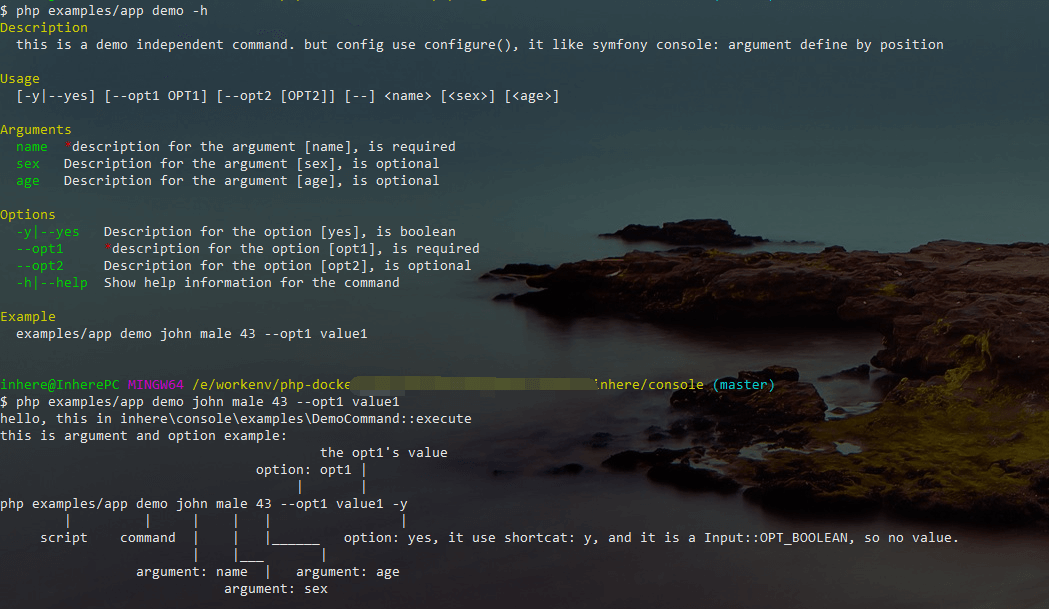 $ php examples/app demo -h
Description
  this is a demo independent command. but config use configure(), it like symfony console: argument define by position

Usage
  [-y|--yes] [--opt1 OPT1] [--opt2 [OPT2]] [--] <name> [<sex>] [<age>]

Arguments
  name  *description for the argument [name], is required
  sex   Description for the argument [sex], is optional
  age   Description for the argument [age], is optional

Options
  -y|--yes   Description for the option [yes], is boolean
  --opt1     *description for the option [opt1], is required
  --opt2     Description for the option [opt2], is optional
  -h|--help  Show help information for the command

Example
  examples/app demo john male 43 --opt1 value1

inhere@InherePC MINGW64 /e/workenv/php-docke inhere/console (master)
$ php examples/app demo john male 43 --opt1 value1
hello, this in inhere\console\examples\DemoCommand::execute
this is argument and option example:
                                        the opt1's value
                                option: opt1 |
                                     |       |
php examples/app demo john male 43 --opt1 value1 -y
        |         |     |    |   |                |
     script    command  |    |   |______   option: yes, it use shortcat: y, and it is a Input::OPT_BOOLEAN, so no value.
                        |    |___       |
                 argument: name  |   argument: age
                            argument: sex